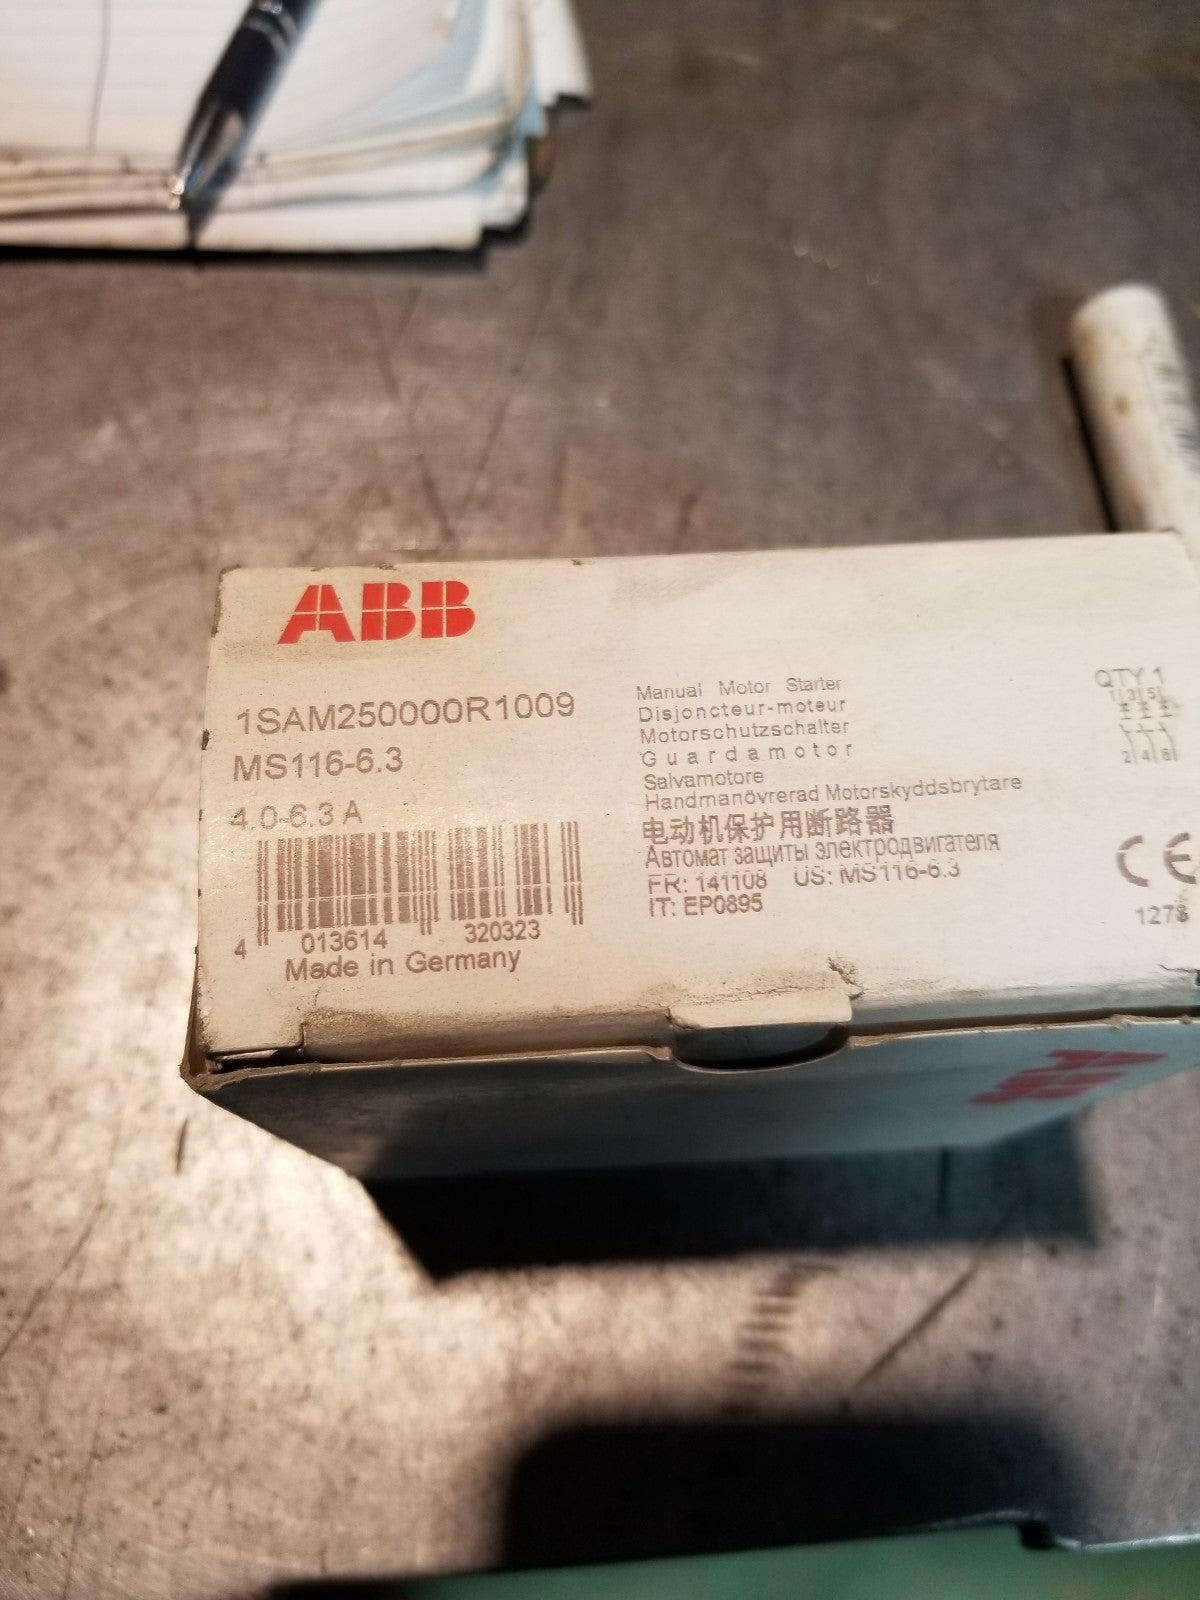 ABB
1SAM250000R1009
MS116-6.3
4.0-6.3 A
4 013614 320323
Made in Germany
Manual Motor Starter
Disjoncteur-moteur
Motorschutzschalter
Guardamotor
Salvamotore
Handmanövrerad Motorskyddsbrytare
电动机保护用断路器
Автомат защиты электродвигателя
FR: 141108 US: MS116-6.3
IT: EP0895
QTY 1
1 3 5
2 4 6
CE
1278
ABB